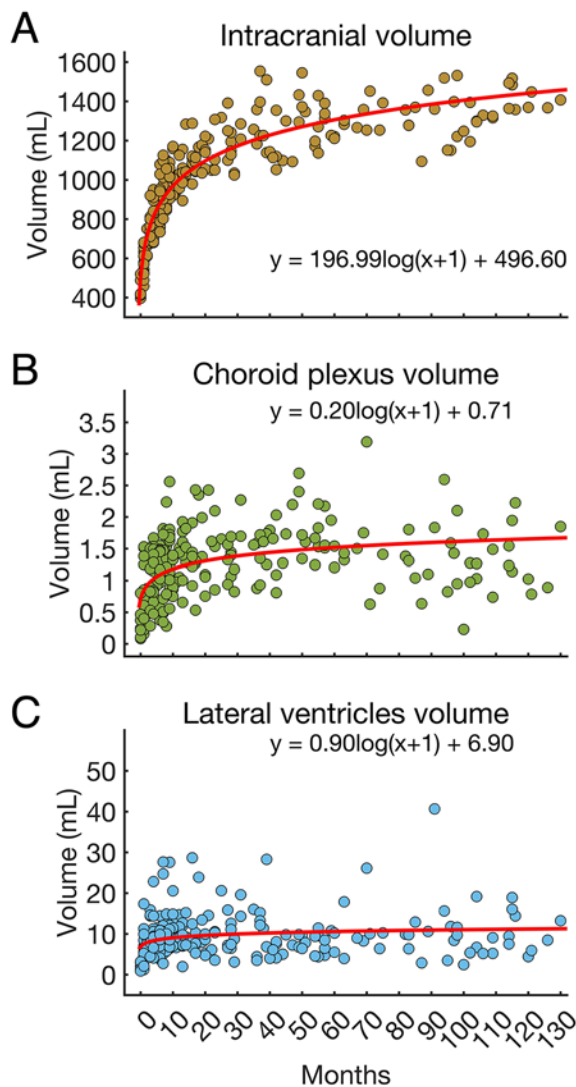 A
Intracranial volume
1600
1400
1200
1000
800
600
400
Volume (mL)
y = 196.99log(x+1) + 496.60
B
Choroid plexus volume
y = 0.20log(x+1) + 0.71
3.5
3
2.5
2
1.5
1
0.5
0
Volume (mL)
C
Lateral ventricles volume
y = 0.90log(x+1) + 6.90
50
40
30
20
10
0
Volume (mL)
0 10 20 30 40 50 60 70 80 90 100 110 120 130
Months